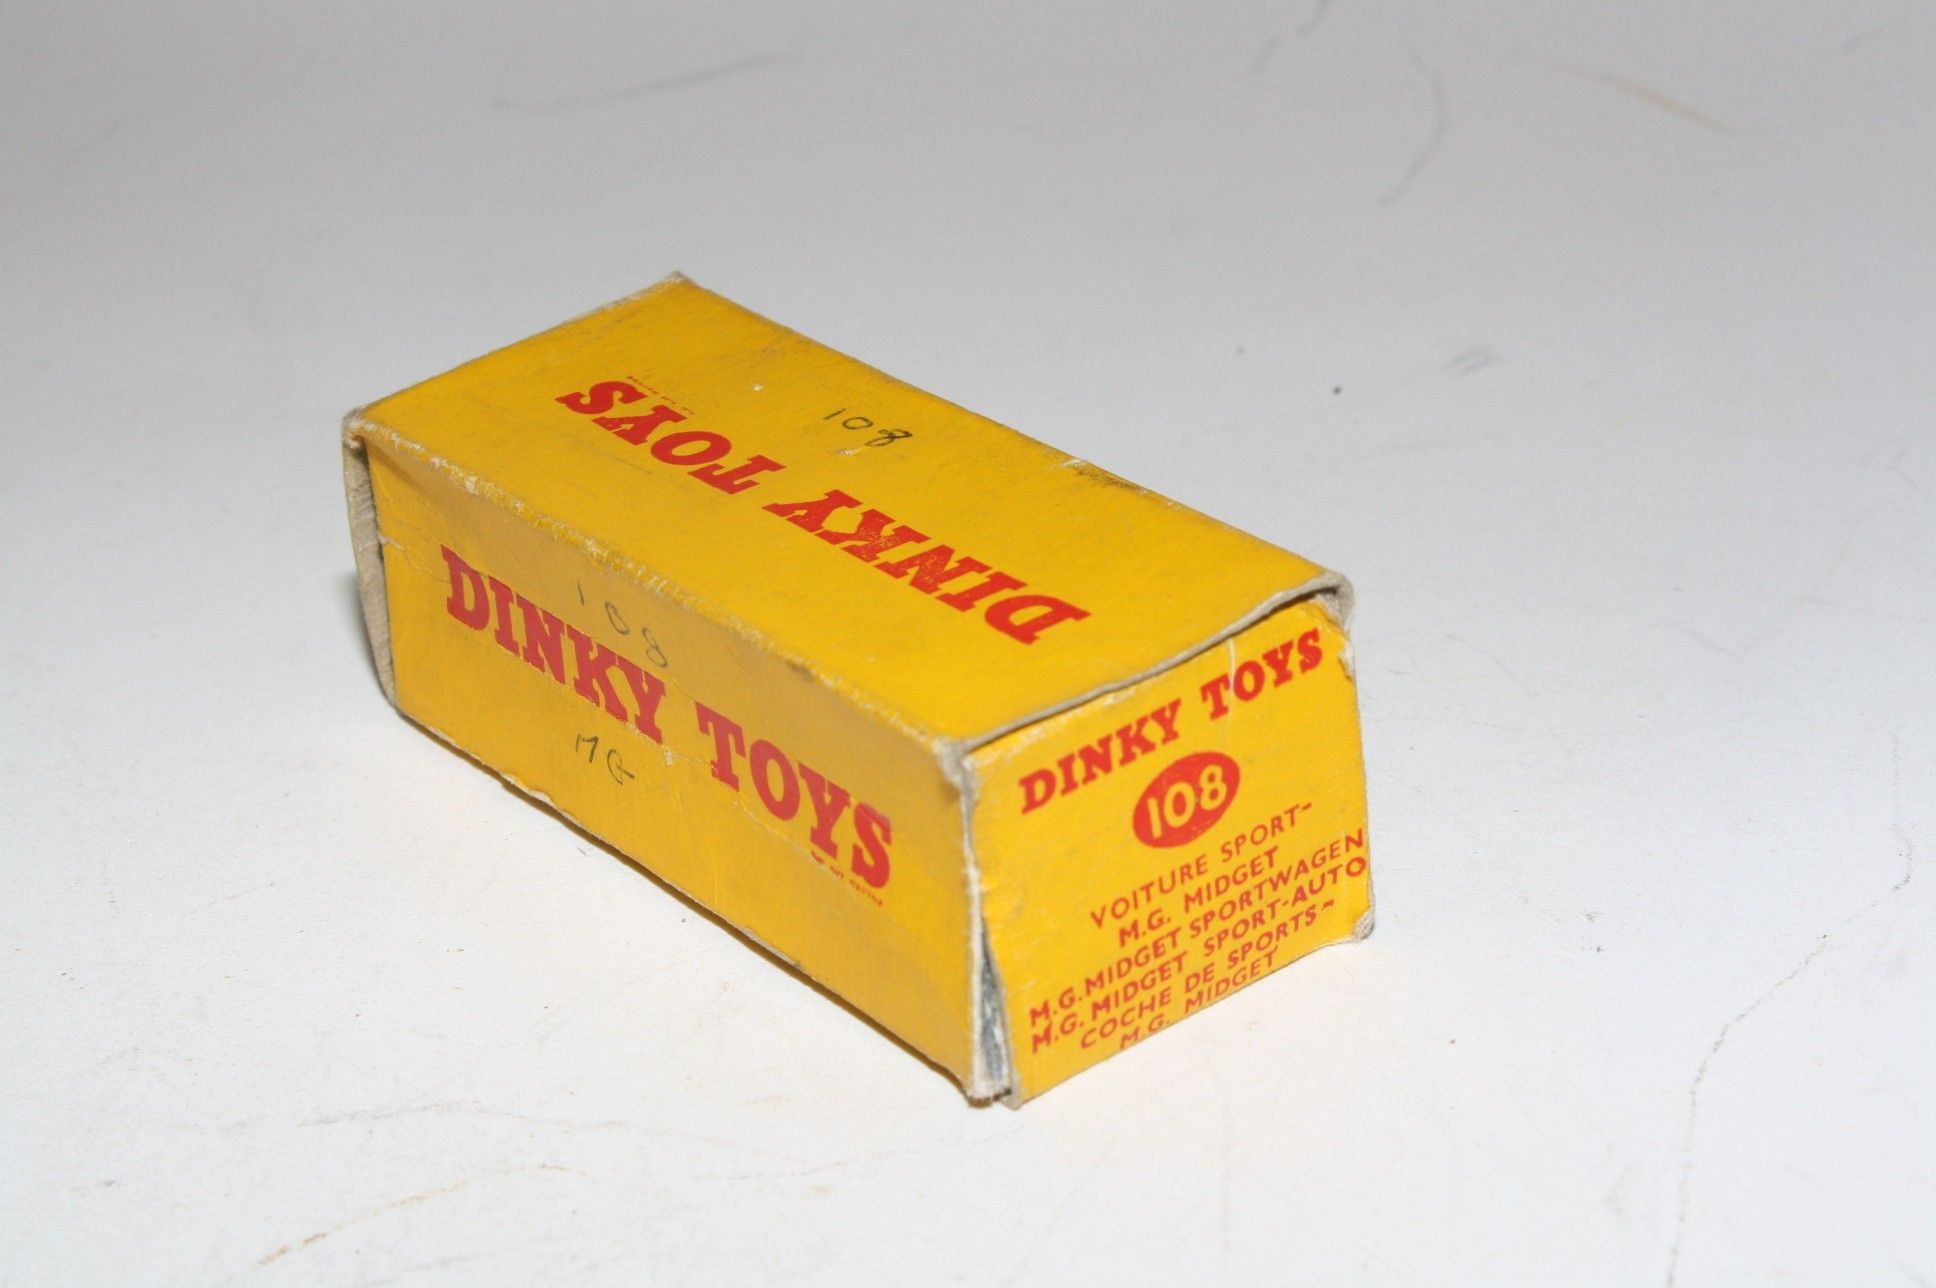 108
DINKY TOYS
108
DINKY TOYS
MG
DINKY TOYS
108
VOITURE SPORT-
M.G. MIDGET
M.G. MIDGET SPORTWAGEN
M.G. MIDGET SPORT-AUTO
COCHE DE SPORTS-
M.G. MIDGET